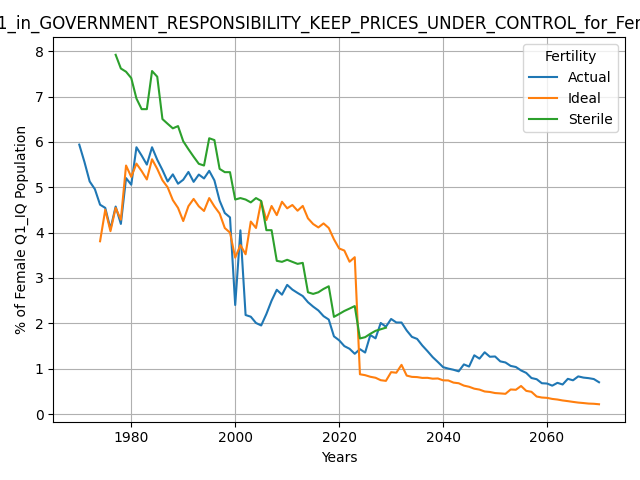 1_in_GOVERNMENT_RESPONSIBILITY_KEEP_PRICES_UNDER_CONTROL_for_Fer
% of Female Q1_IQ Population
8
7
6
5
4
3
2
1
0
Fertility
Actual
Ideal
Sterile
1980 2000 2020 2040 2060
Years